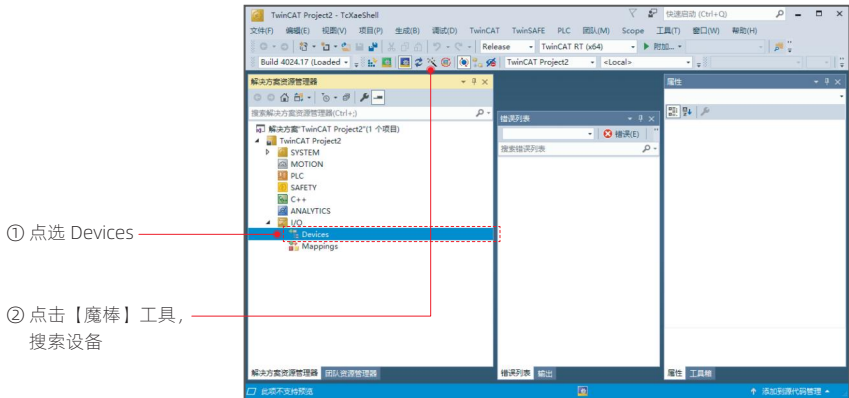 TwinCAT Project2 - TcXaeShell
快速启动 (Ctrl+Q)
文件(F) 编辑(E) 视图(V) 项目(P) 生成(B) 调试(D) TwinCAT TwinSAFE PLC 团队(M) Scope 工具(T) 窗口(W) 帮助(H)
Release TwinCAT RT (x64) 附加...
Build 4024.17 (Loaded TwinCAT Project2 <Local>
解决方案资源管理器
搜索解决方案资源管理器(Ctrl+;)
解决方案"TwinCAT Project2"(1 个项目)
TwinCAT Project2
SYSTEM
MOTION
PLC
SAFETY
C++
ANALYTICS
I/O
Devices
Mappings
解决方案资源管理器 团队资源管理器
错误列表
错误(E)
搜索错误列表
错误列表 输出
属性
属性 工具箱
此项不支持预览
添加到源代码管理
① 点选 Devices
② 点击【魔棒】工具，
搜索设备